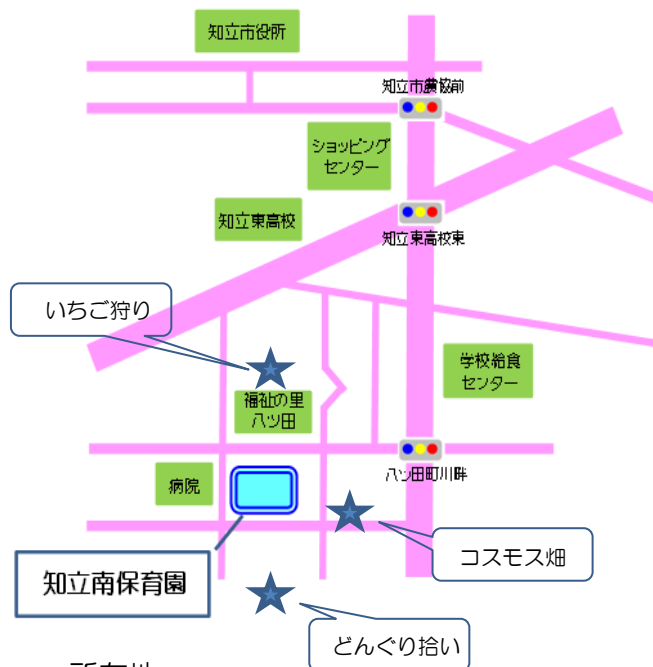 知立市役所
知立市農協前
ショッピング
センター
知立東高校
知立東高校東
いちご狩り
学校給食
センター
福祉の里
八ツ田
八ツ田町川畔
病院
コスモス畑
知立南保育園
どんぐり拾い